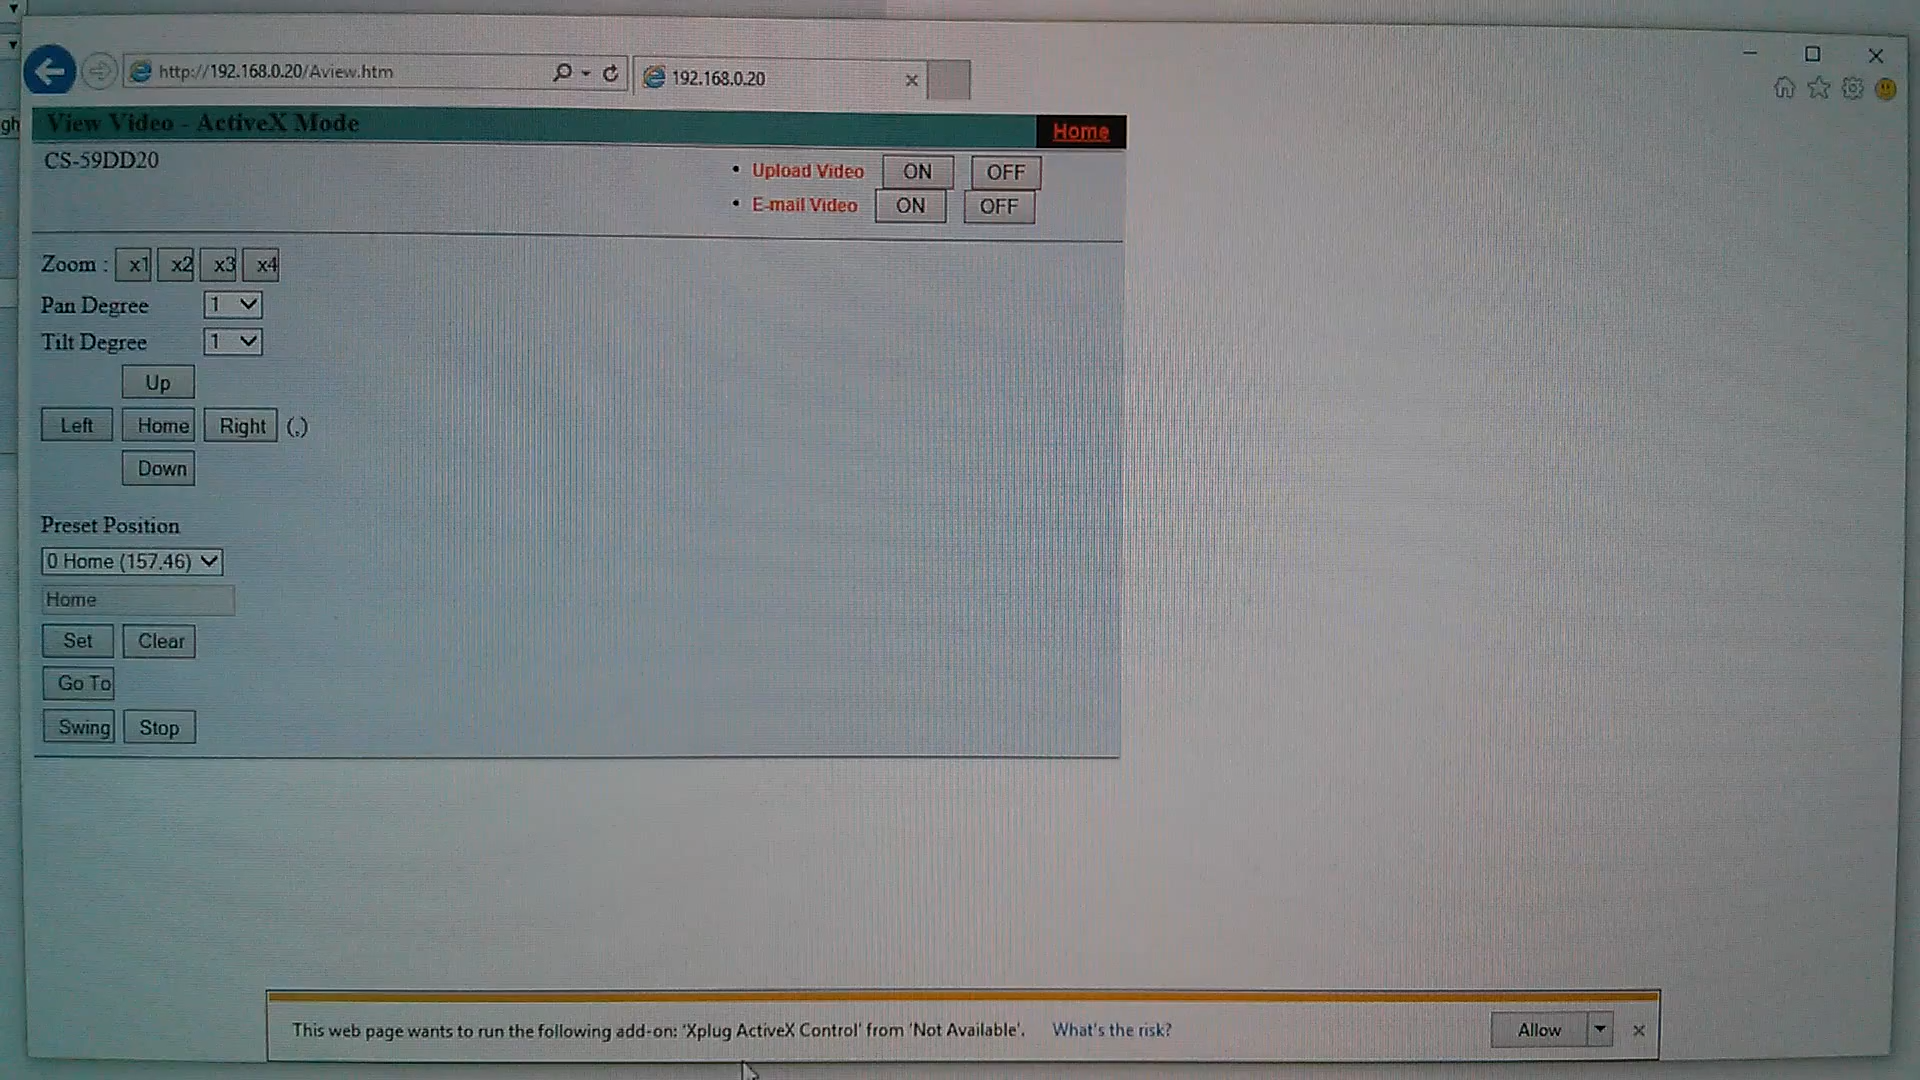 http://192.168.0.20/Aview.htm
192.168.0.20
gh
View Video - ActiveX Mode
Home
CS-59DD20
• Upload Video ON OFF
• E-mail Video ON OFF
Zoom : x1 x2 x3 x4
Pan Degree 1
Tilt Degree 1
Up
Left Home Right (,)
Down
Preset Position
0 Home (157.46)
Home
Set Clear
Go To
Swing Stop
This web page wants to run the following add-on: 'Xplug ActiveX Control' from 'Not Available'. What's the risk? Allow